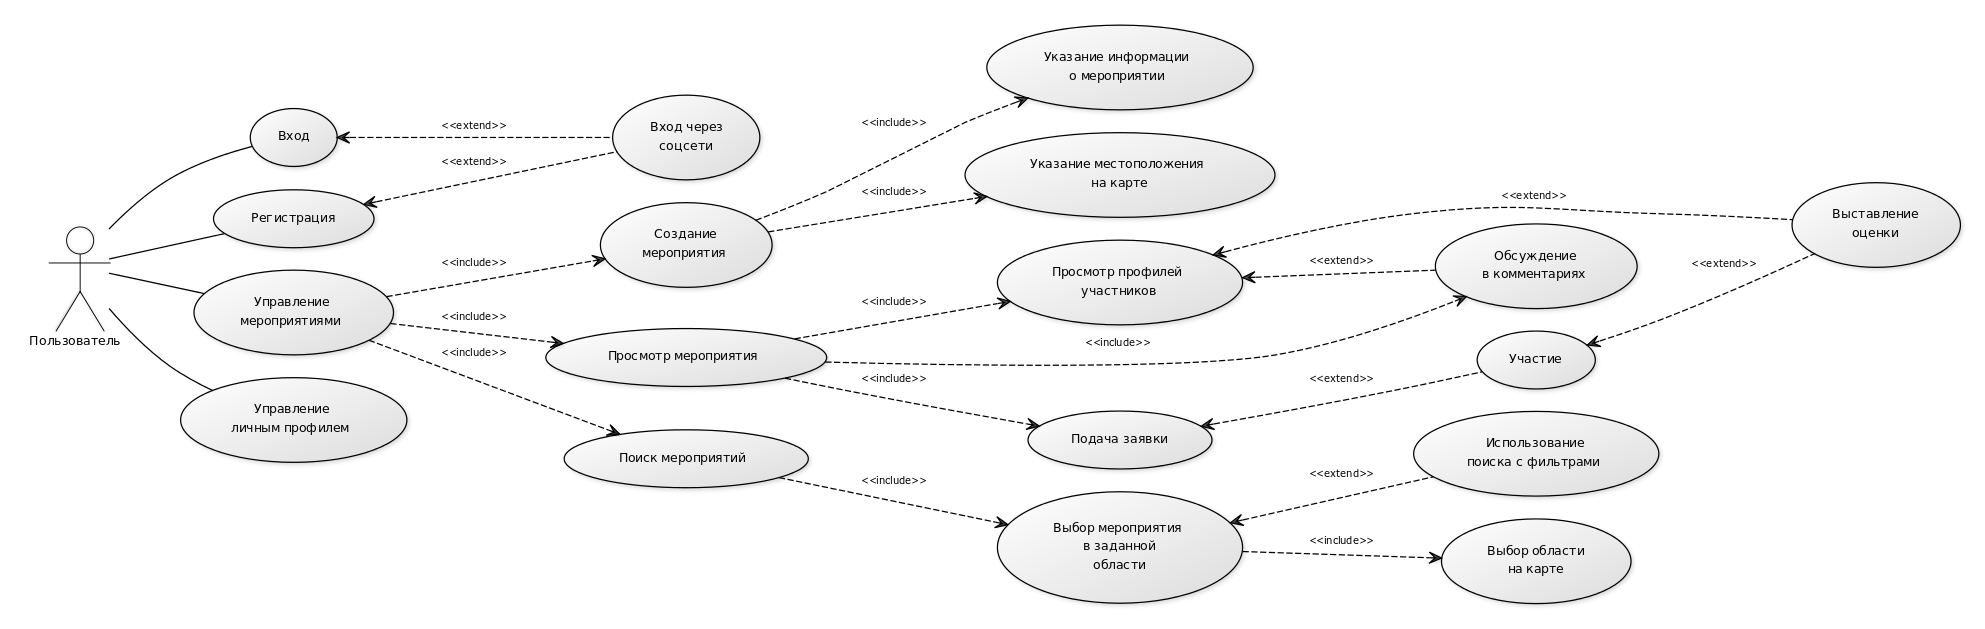 Указание информации
о мероприятии
Вход
<<extend>>
Вход через
соцсети
<<include>>
<<extend>>
Указание местоположения
на карте
<<include>>
Регистрация
Создание
мероприятия
<<extend>>
Выставление
оценки
<<include>>
Просмотр профилей
участников
<<extend>>
Обсуждение
в комментариях
<<extend>>
Управление
мероприятиями
<<include>>
<<include>>
Пользователь
<<include>>
Просмотр мероприятия
<<include>>
Участие
<<include>>
<<extend>>
Управление
личным профилем
Подача заявки
Поиск мероприятий
<<include>>
<<extend>>
Использование
поиска с фильтрами
Выбор мероприятия
в заданной
области
<<include>>
Выбор области
на карте